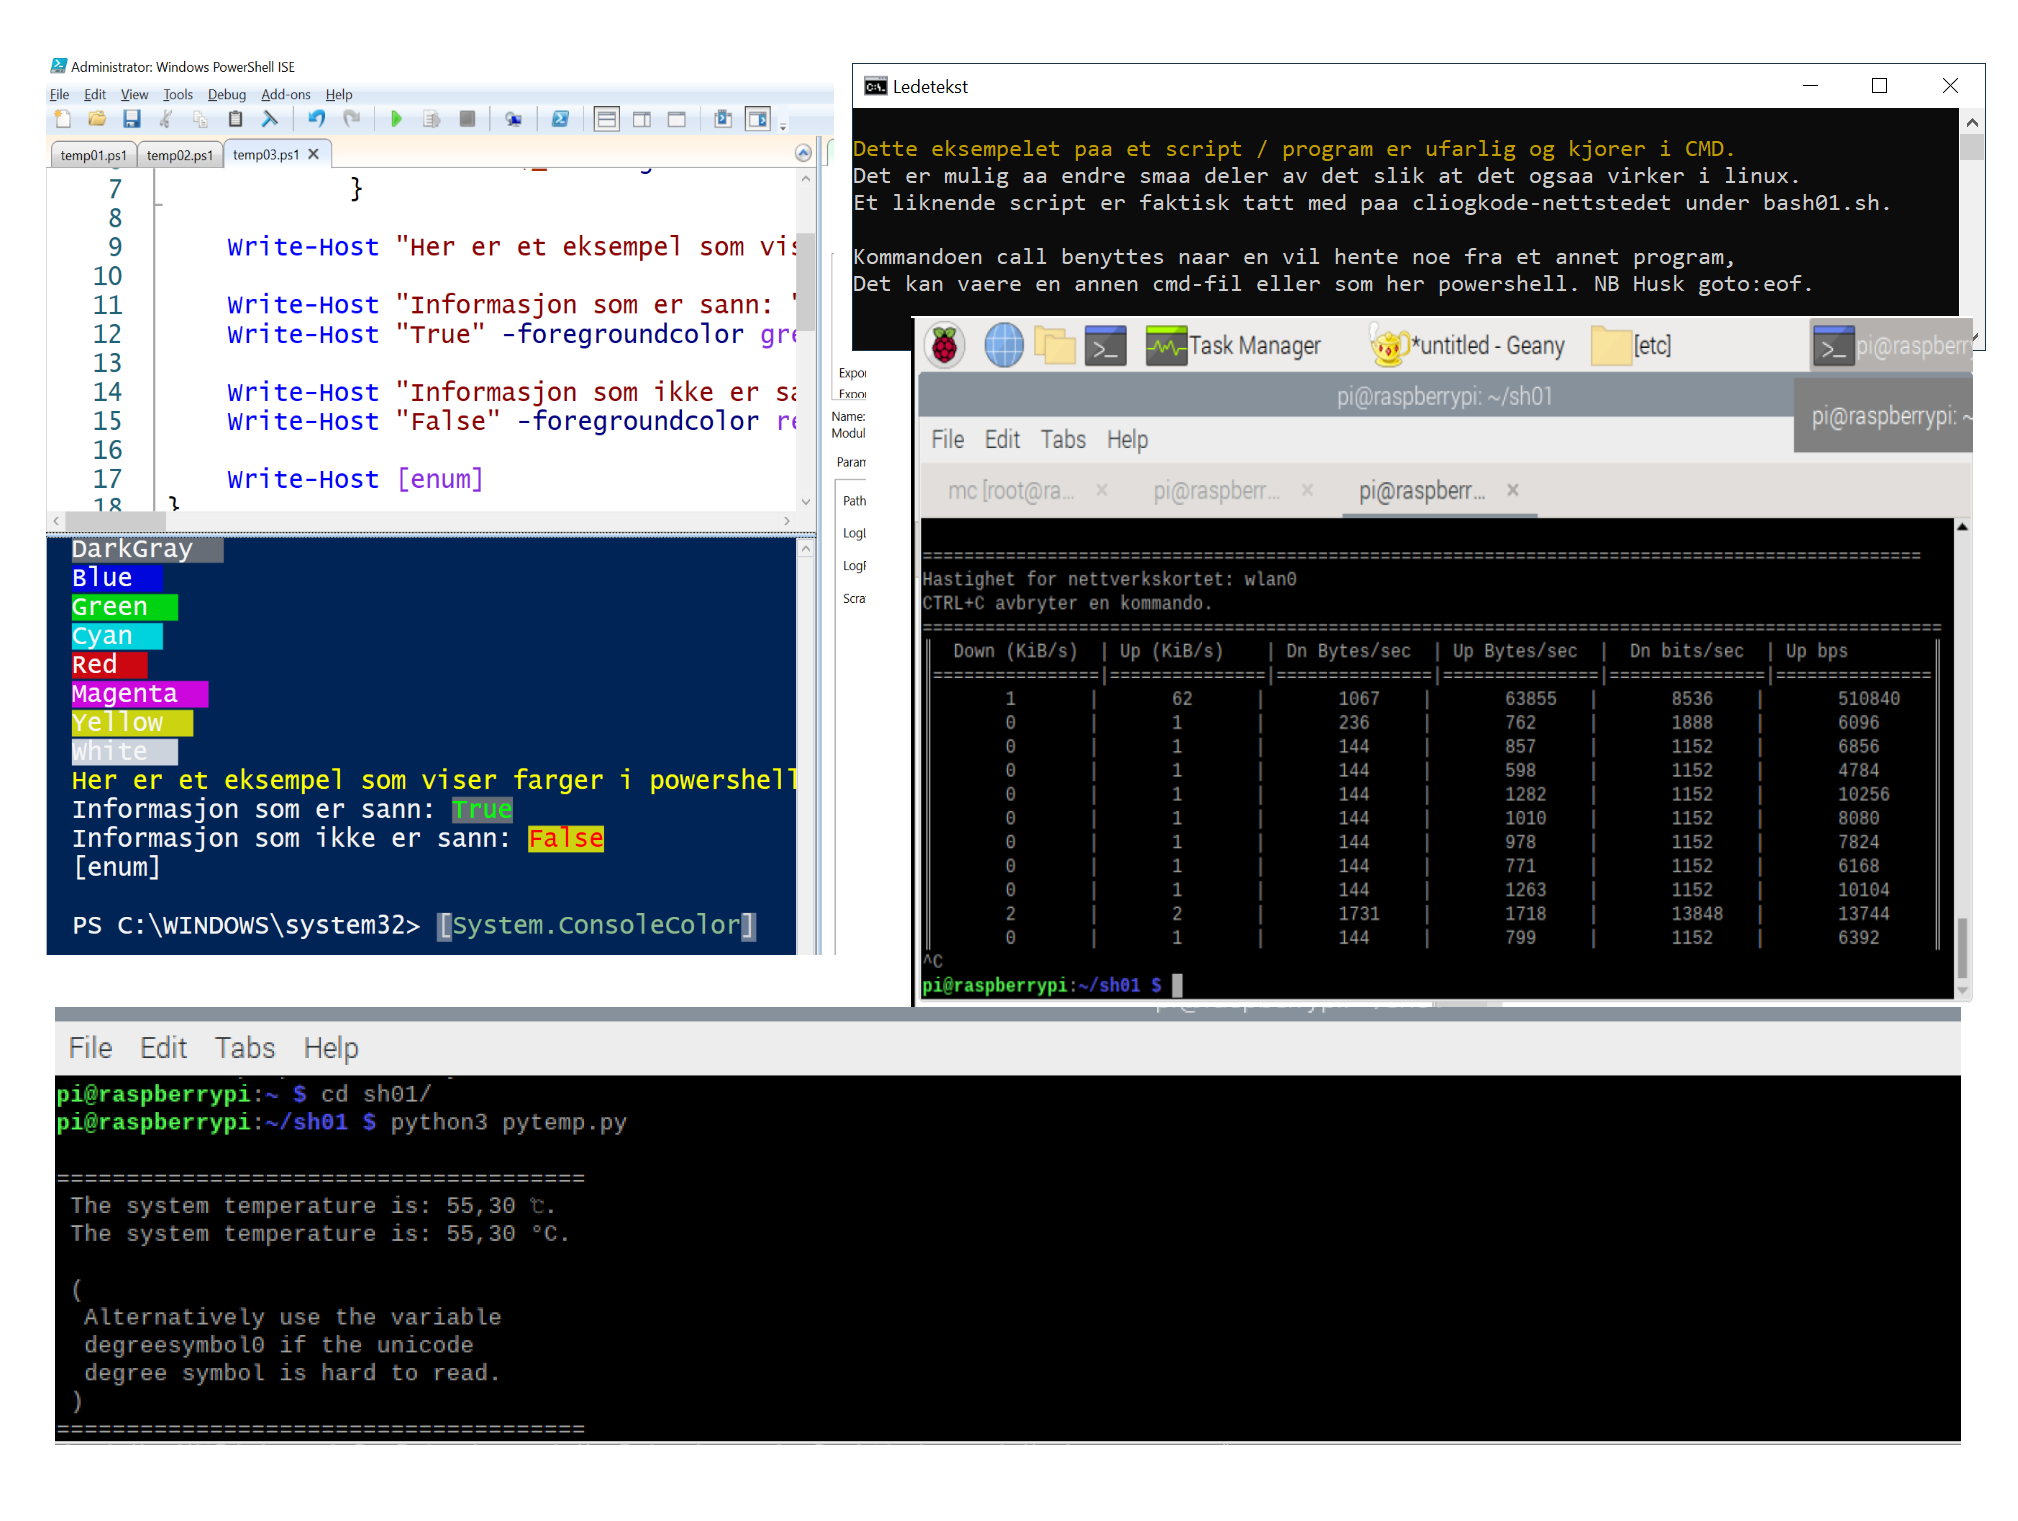 Administrator: Windows PowerShell ISE
File Edit View Tools Debug Add-ons Help
temp01.ps1 temp02.ps1 temp03.ps1 X
7 }
8
9 Write-Host "Her er et eksempel som vis
10
11 Write-Host "Informasjon som er sann: "
12 Write-Host "True" -foregroundcolor gre
13
14 Write-Host "Informasjon som ikke er sa
15 Write-Host "False" -foregroundcolor re
16
17 Write-Host [enum]
18 }
DarkGray
Blue
Green
Cyan
Red
Magenta
Yellow
White
Her er et eksempel som viser farger i powershell
Informasjon som er sann: True
Informasjon som ikke er sann: False
[enum]
PS C:\WINDOWS\system32> [System.ConsoleColor]
Expor
Expor
Name:
Modul
Param
Path
LogL
LogF
Scra
Ledetekst
Dette eksempelet paa et script / program er ufarlig og kjorer i CMD.
Det er mulig aa endre smaa deler av det slik at det ogsaa virker i linux.
Et liknende script er faktisk tatt med paa cliogkode-nettstedet under bash01.sh.
Kommandoen call benyttes naar en vil hente noe fra et annet program,
Det kan vaere en annen cmd-fil eller som her powershell. NB Husk goto:eof.
Task Manager *untitled - Geany [etc] pi@raspberry
pi@raspberrypi: ~/sh01
pi@raspberrypi: ~
File Edit Tabs Help
mc [root@ra... × pi@raspberr... × pi@raspberr... ×
================================================================================================
Hastighet for nettverkskortet: wlan0
CTRL+C avbryter en kommando.
==================================================================================================
Down (KiB/s) | Up (KiB/s) | Dn Bytes/sec | Up Bytes/sec | Dn bits/sec | Up bps
================|===============|===============|===============|===============|===============
1 | 62 | 1067 | 63855 | 8536 | 510840
0 | 1 | 236 | 762 | 1888 | 6096
0 | 1 | 144 | 857 | 1152 | 6856
0 | 1 | 144 | 598 | 1152 | 4784
0 | 1 | 144 | 1282 | 1152 | 10256
0 | 1 | 144 | 1010 | 1152 | 8080
0 | 1 | 144 | 978 | 1152 | 7824
0 | 1 | 144 | 771 | 1152 | 6168
0 | 1 | 144 | 1263 | 1152 | 10104
2 | 2 | 1731 | 1718 | 13848 | 13744
0 | 1 | 144 | 799 | 1152 | 6392
^C
pi@raspberrypi:~/sh01 $
File Edit Tabs Help
pi@raspberrypi:~ $ cd sh01/
pi@raspberrypi:~/sh01 $ python3 pytemp.py
======================================
The system temperature is: 55,30 ℃.
The system temperature is: 55,30 °C.
(
Alternatively use the variable
degreesymbol0 if the unicode
degree symbol is hard to read.
)
======================================